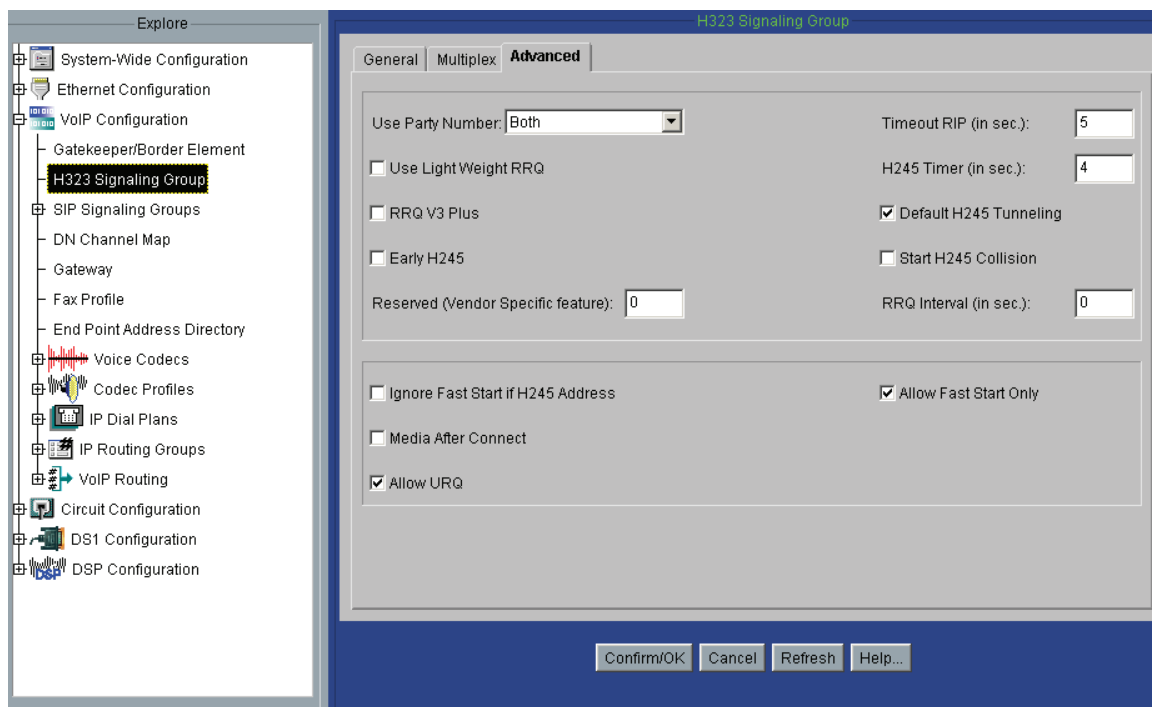 Explore
System-Wide Configuration
Ethernet Configuration
VoIP Configuration
Gatekeeper/Border Element
H323 Signaling Group
SIP Signaling Groups
DN Channel Map
Gateway
Fax Profile
End Point Address Directory
Voice Codecs
Codec Profiles
IP Dial Plans
IP Routing Groups
VoIP Routing
Circuit Configuration
DS1 Configuration
DSP
DSP Configuration
H323 Signaling Group
General Multiplex Advanced
Use Party Number: Both
Timeout RIP (in sec.): 5
Use Light Weight RRQ
H245 Timer (in sec.): 4
RRQ V3 Plus
Default H245 Tunneling
Early H245
Start H245 Collision
Reserved (Vendor Specific feature): 0
RRQ Interval (in sec.): 0
Ignore Fast Start if H245 Address
Allow Fast Start Only
Media After Connect
Allow URQ
Confirm/OK Cancel Refresh Help...